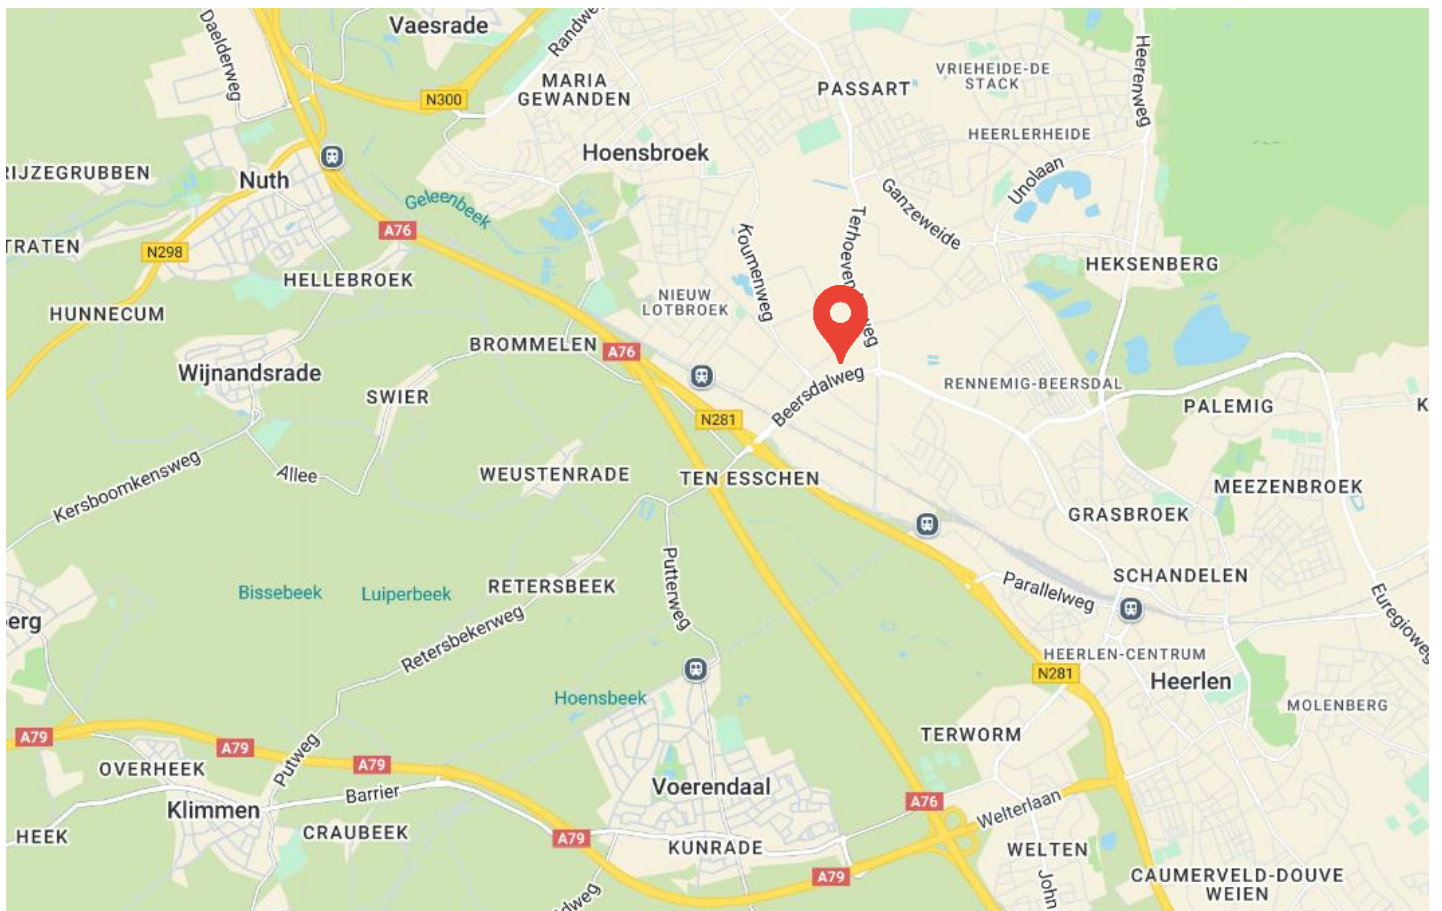 Vaesrade
Randweg
Daelderweg
N300
MARIA
GEWANDEN
PASSART
VRIEHEIDE-DE
STACK
Heerenweg
HEERLERHEIDE
Hoensbroek
RIJZEGRUBBEN
Nuth
Geleenbeek
A76
Unolaan
Ganzeweide
TRATEN
N298
Koumenweg
HELLEBROEK
HEKSENBERG
HUNNECUM
NIEUW
LOTBROEK
BROMMELEN
A76
Wijnandsrade
SWIER
Beersdalweg
RENNEMIG-BEERSDAL
PALEMIG
K
N281
Kersboomkensweg
Allee
WEUSTENRADE
TEN ESSCHEN
MEEZENBROEK
GRASBROEK
Putterweg
SCHANDELEN
Parallelweg
Bissebeek
Luiperbeek
RETERSBEEK
Retersbekerweg
Euregioweg
erg
HEERLEN-CENTRUM
Heerlen
N281
Hoensbeek
MOLENBERG
A79
A79
A79
TERWORM
Putweg
OVERHEEK
Klimmen
Barrier
Voerendaal
A76
Welterlaan
HEEK
CRAUBEEK
A79
KUNRADE
WELTEN
A79
John
CAUMERVELD-DOUVE
WEIEN
dweg